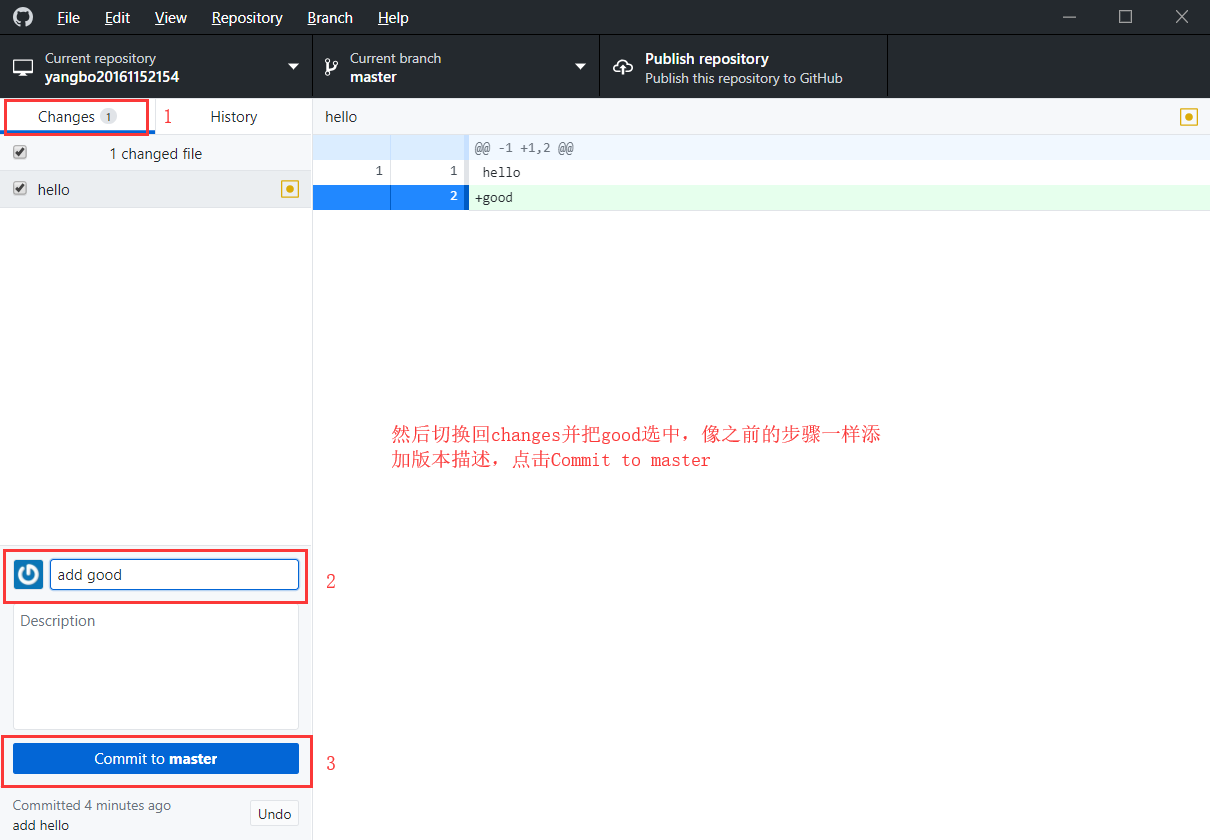 File Edit View Repository Branch Help
Current repository
yangbo20161152154
Current branch
master
Publish repository
Publish this repository to GitHub
Changes 1
1
History
hello
1 changed file
hello
@@ -1 +1,2 @@
1 1 hello
2 +good
然后切换回changes并把good选中，像之前的步骤一样添
加版本描述，点击Commit to master
add good
2
Description
Commit to master
3
Committed 4 minutes ago
add hello
Undo